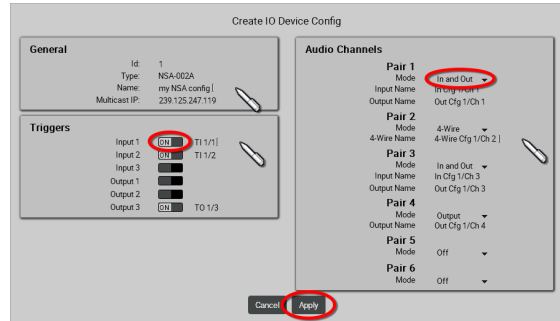 Create IO Device Config
General
Id: 1
Type: NSA-002A
Name: my NSA config
Multicast IP: 239.125.247.119
Triggers
Input 1 ON TI 1/1
Input 2 ON TI 1/2
Input 3
Output 1
Output 2
Output 3 ON TO 1/3
Audio Channels
Pair 1
Mode In and Out
Input Name In Cfg 1/Ch 1
Output Name Out Cfg 1/Ch 1
Pair 2
Mode 4-Wire
4-Wire Name 4-Wire Cfg 1/Ch 2
Pair 3
Mode In and Out
Input Name In Cfg 1/Ch 3
Output Name Out Cfg 1/Ch 3
Pair 4
Mode Output
Output Name Out Cfg 1/Ch 4
Pair 5
Mode Off
Pair 6
Mode Off
Cancel Apply